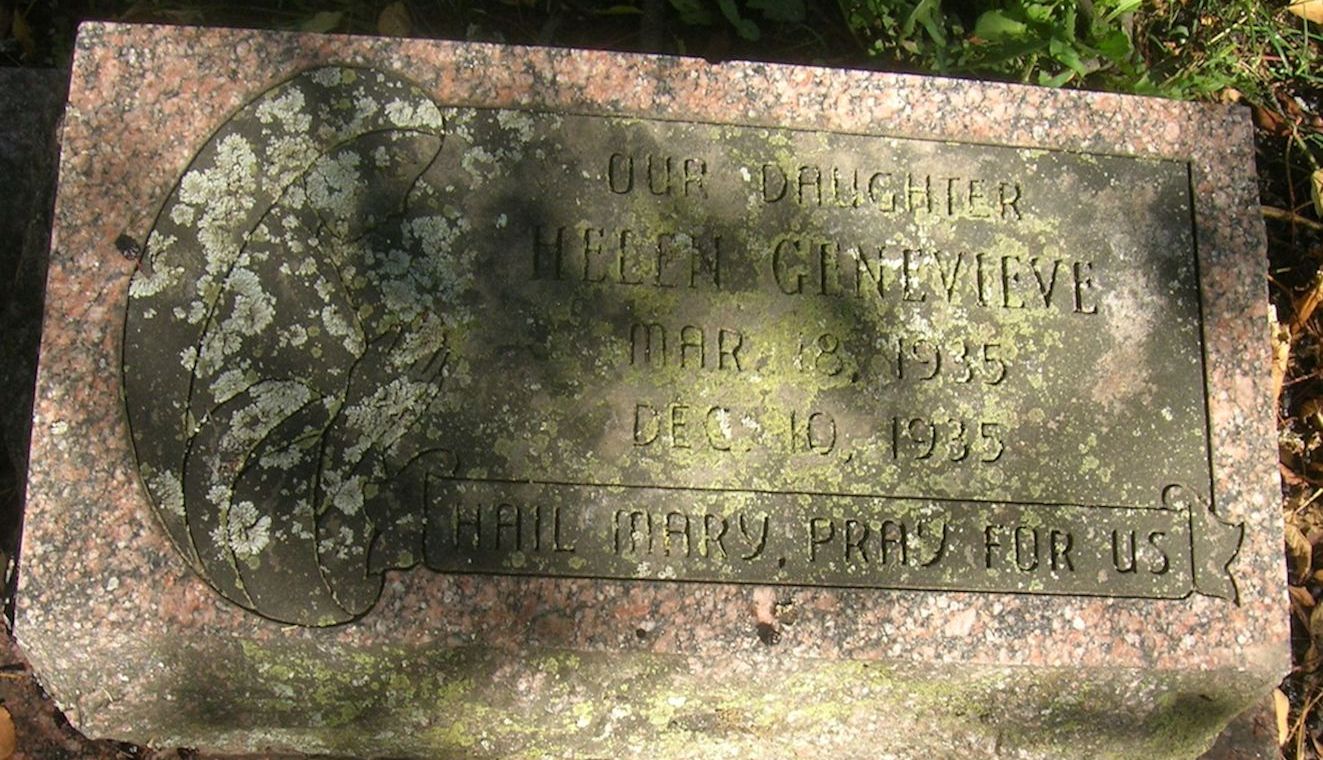 OUR DAUGHTER
HELEN GENEVIEVE
MAR. 18, 1935
DEC. 10, 1935
HAIL MARY, PRAY FOR US